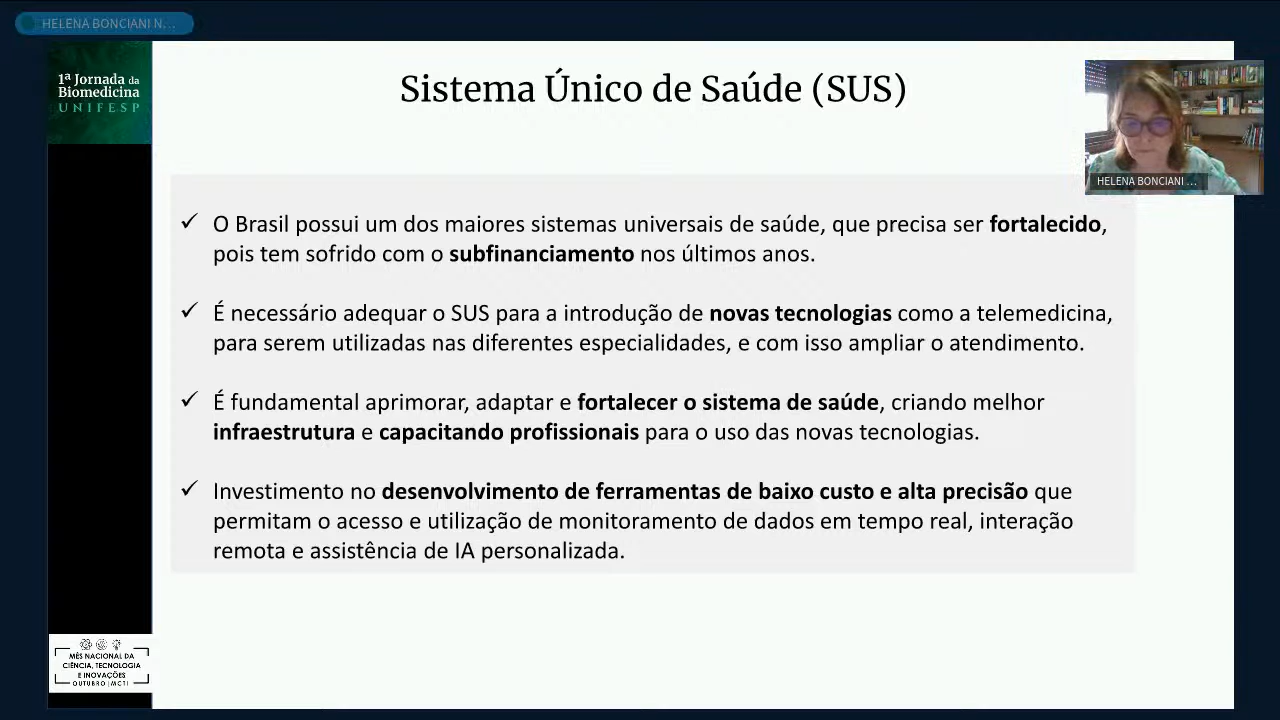 HELENA BONCIANI N...
1ª Jornada da
Biomedicina
UNIFESP
Sistema Único de Saúde (SUS)
HELENA BONCIANI ...
✓ O Brasil possui um dos maiores sistemas universais de saúde, que precisa ser fortalecido,
pois tem sofrido com o subfinanciamento nos últimos anos.
✓ É necessário adequar o SUS para a introdução de novas tecnologias como a telemedicina,
para serem utilizadas nas diferentes especialidades, e com isso ampliar o atendimento.
✓ É fundamental aprimorar, adaptar e fortalecer o sistema de saúde, criando melhor
infraestrutura e capacitando profissionais para o uso das novas tecnologias.
✓ Investimento no desenvolvimento de ferramentas de baixo custo e alta precisão que
permitam o acesso e utilização de monitoramento de dados em tempo real, interação
remota e assistência de IA personalizada.
MÊS NACIONAL DA
CIÊNCIA, TECNOLOGIA
E INOVAÇÕES
OUTUBRO | MCTI